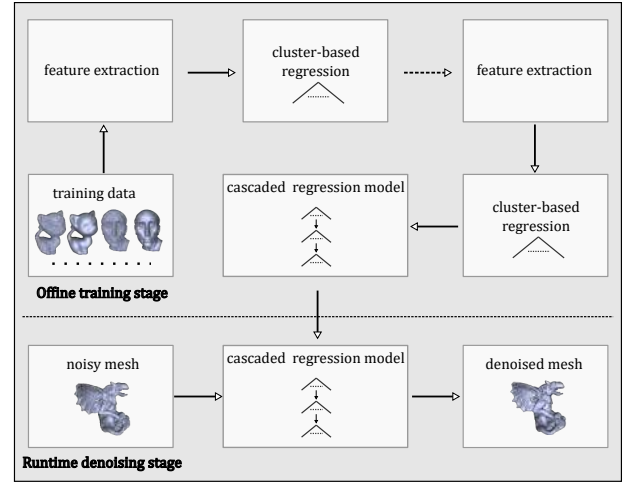 feature extraction
cluster-based
regression
feature extraction
training data
cascaded regression model
cluster-based
regression
Offine training stage
noisy mesh
cascaded regression model
denoised mesh
Runtime denoising stage